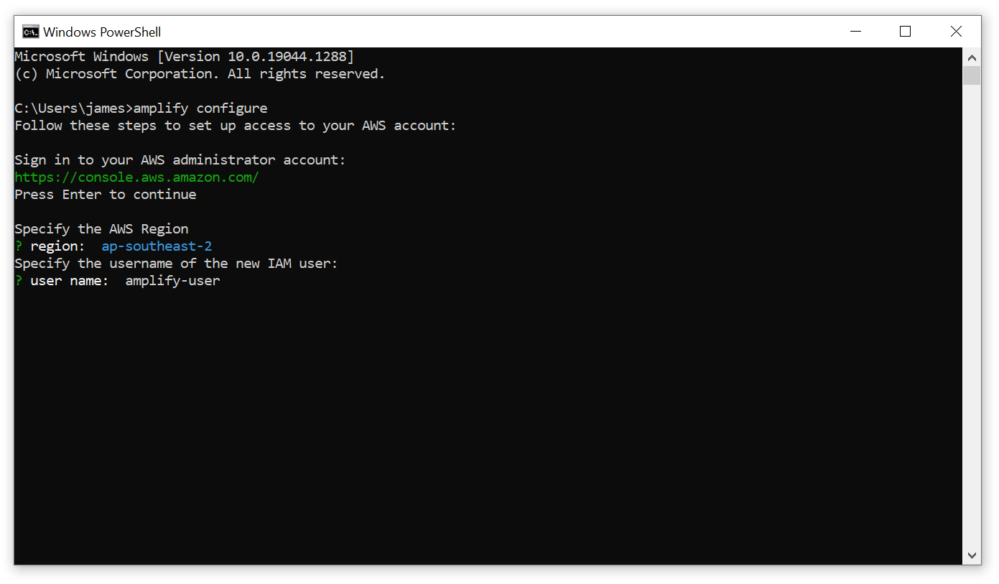 Windows PowerShell
Microsoft Windows [Version 10.0.19044.1288]
(c) Microsoft Corporation. All rights reserved.
C:\Users\james>amplify configure
Follow these steps to set up access to your AWS account:
Sign in to your AWS administrator account:
https://console.aws.amazon.com/
Press Enter to continue
Specify the AWS Region
? region:  ap-southeast-2
Specify the username of the new IAM user:
? user name:  amplify-user